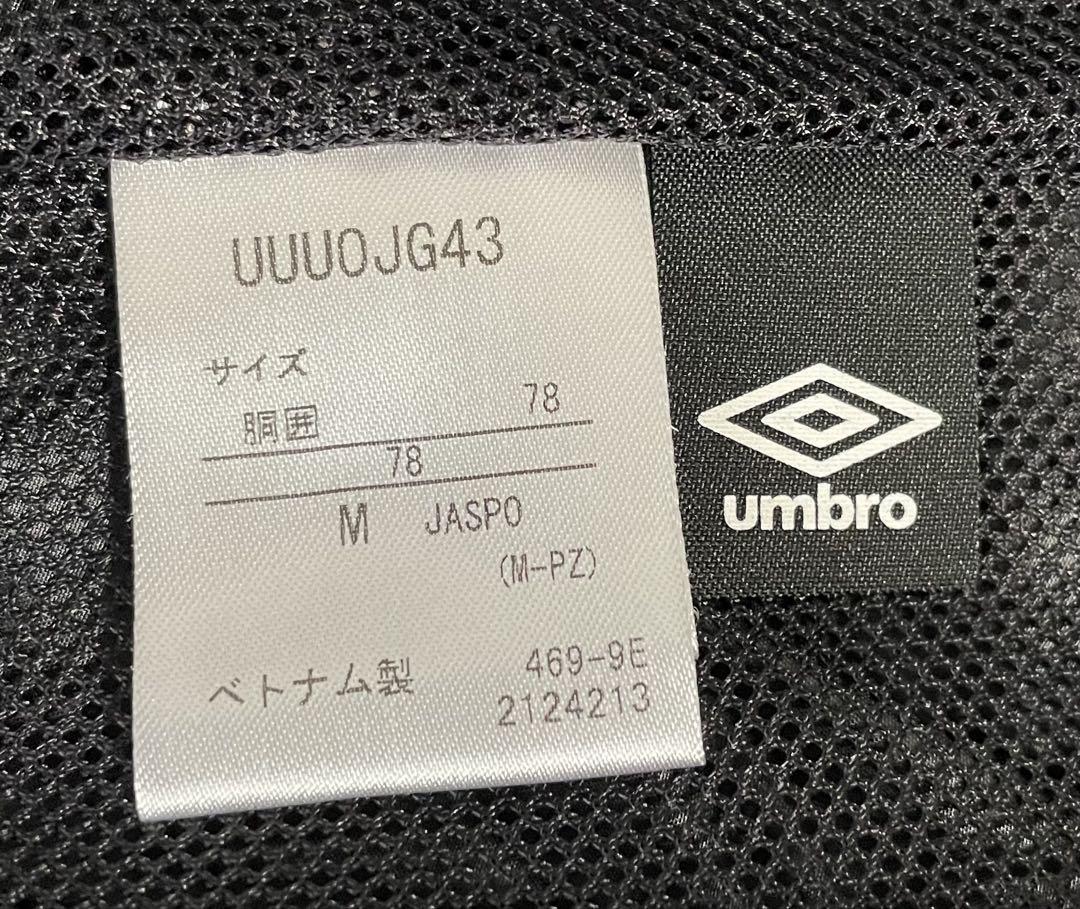 UUUOJG43
サイズ
胴囲 78
78
M JASPO
(M-PZ)
ベトナム製 469-9E
2124213
umbro